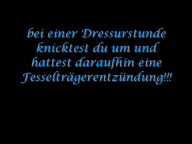 bei einer Dressurstunde
knicktest du um und
hattest daraufhin eine
Fesselträgerentzündung!!!